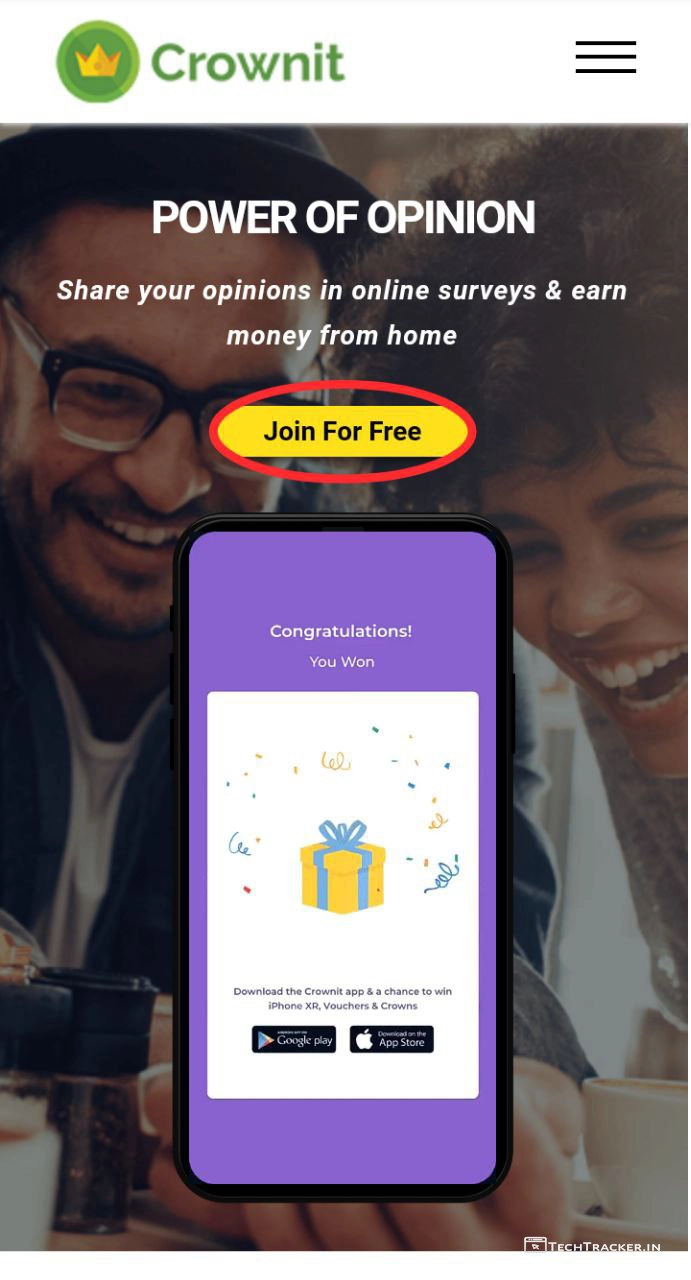 Crownit
POWER OF OPINION
Share your opinions in online surveys & earn
money from home
Join For Free
Congratulations!
You Won
Download the Crownit app & a chance to win
iPhone XR, Vouchers & Crowns
ANDROID APP ON
Google play
Download on the
App Store
TECHTRACKER.IN